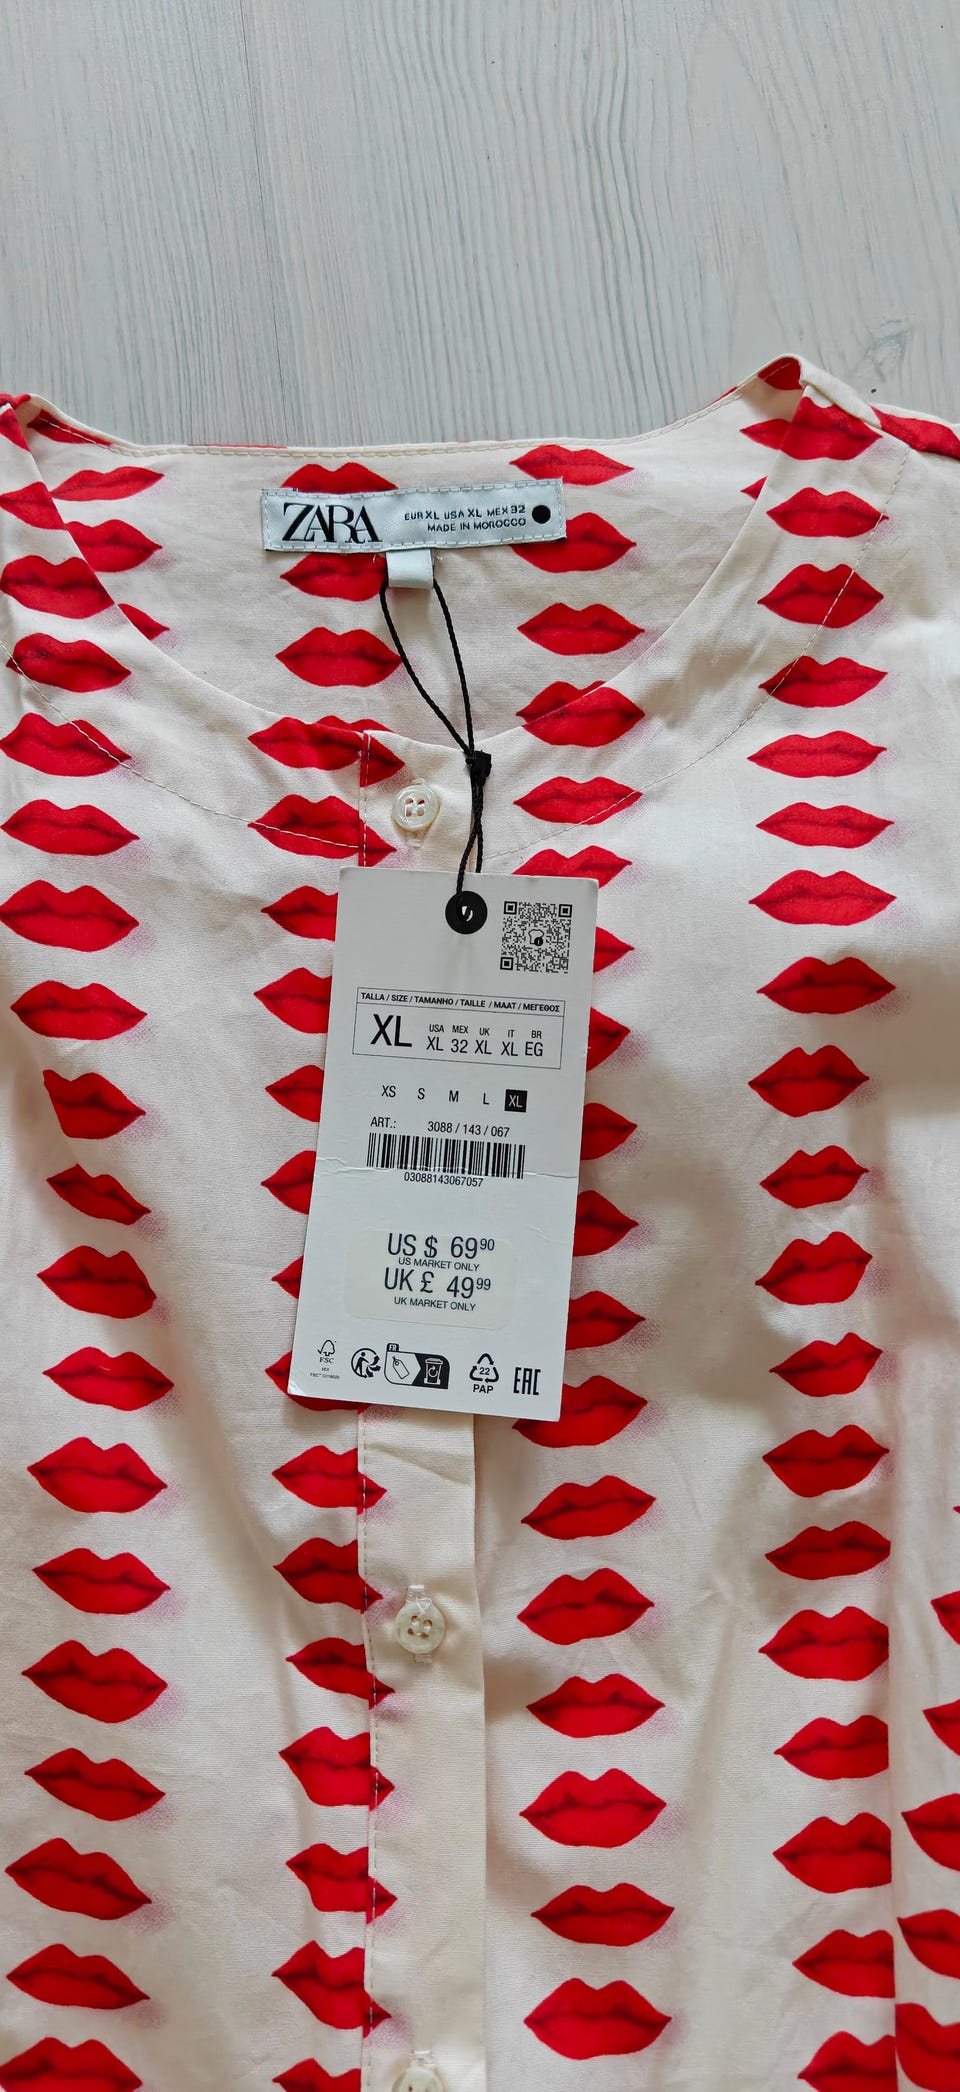 ZARA
EUR XL USA XL MEX 32
MADE IN MOROCCO
TALLA / SIZE / TAMANHO / TAILLE / MAAT / ΜΕΓΕΘΟΣ
XL
USA MEX UK IT BR
XL 32 XL XL EG
XS S M L XL
ART.: 3088 / 143 / 067
03088143067057
US $ 69 90
US MARKET ONLY
UK £ 49 99
UK MARKET ONLY
FSC
FR
22
PAP
EAC